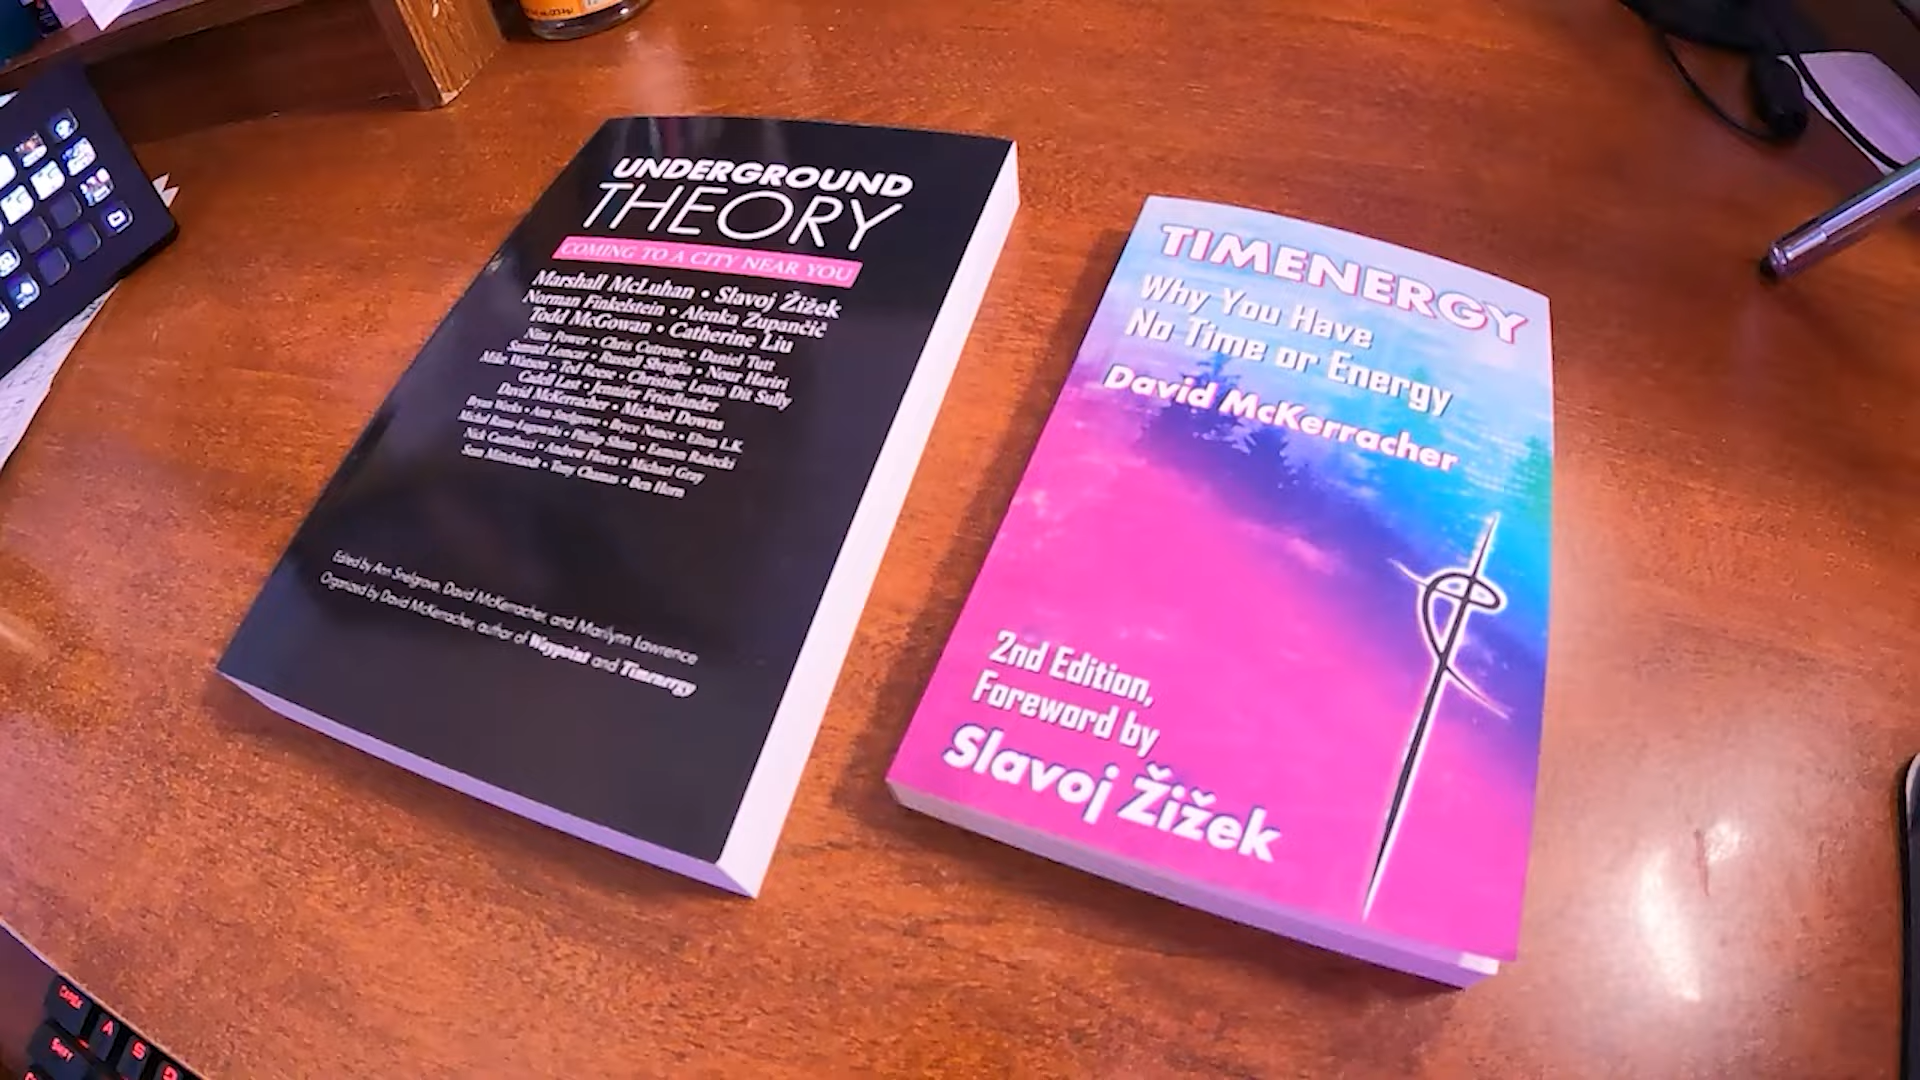 UNDERGROUND
THEORY
COMING TO A CITY NEAR YOU
Marshall McLuhan • Slavoj Žižek
Norman Finkelstein • Alenka Zupančič
Todd McGowan • Catherine Liu
Nina Power • Chris Cutrone • Daniel Tutt
Samuel Loncar • Russell Sbriglia • Nour Hariri
Mike Watson • Ted Reese • Christine Louis Dit Sully
Cadell Last • Jennifer Friedlander
David McKerracher • Michael Downs
Bryan Weeks • Ann Snelgrove • Bryce Nance • Elton L.K.
Michal Rams-Ługowski • Phillip Shinn • Eamon Radecki
Nick Casellucci • Andrew Flores • Michael Gray
Sean Mittelstaedt • Tony Chamas • Ben Horn
Edited by Ann Snelgrove, David McKerracher, and Marilynn Lawrence
Organized by David McKerracher, author of Waypoint and Timenergy
TIMENERGY
Why You Have
No Time or Energy
David McKerracher
2nd Edition,
Foreword by
Slavoj Žižek
A
S
SHIFT